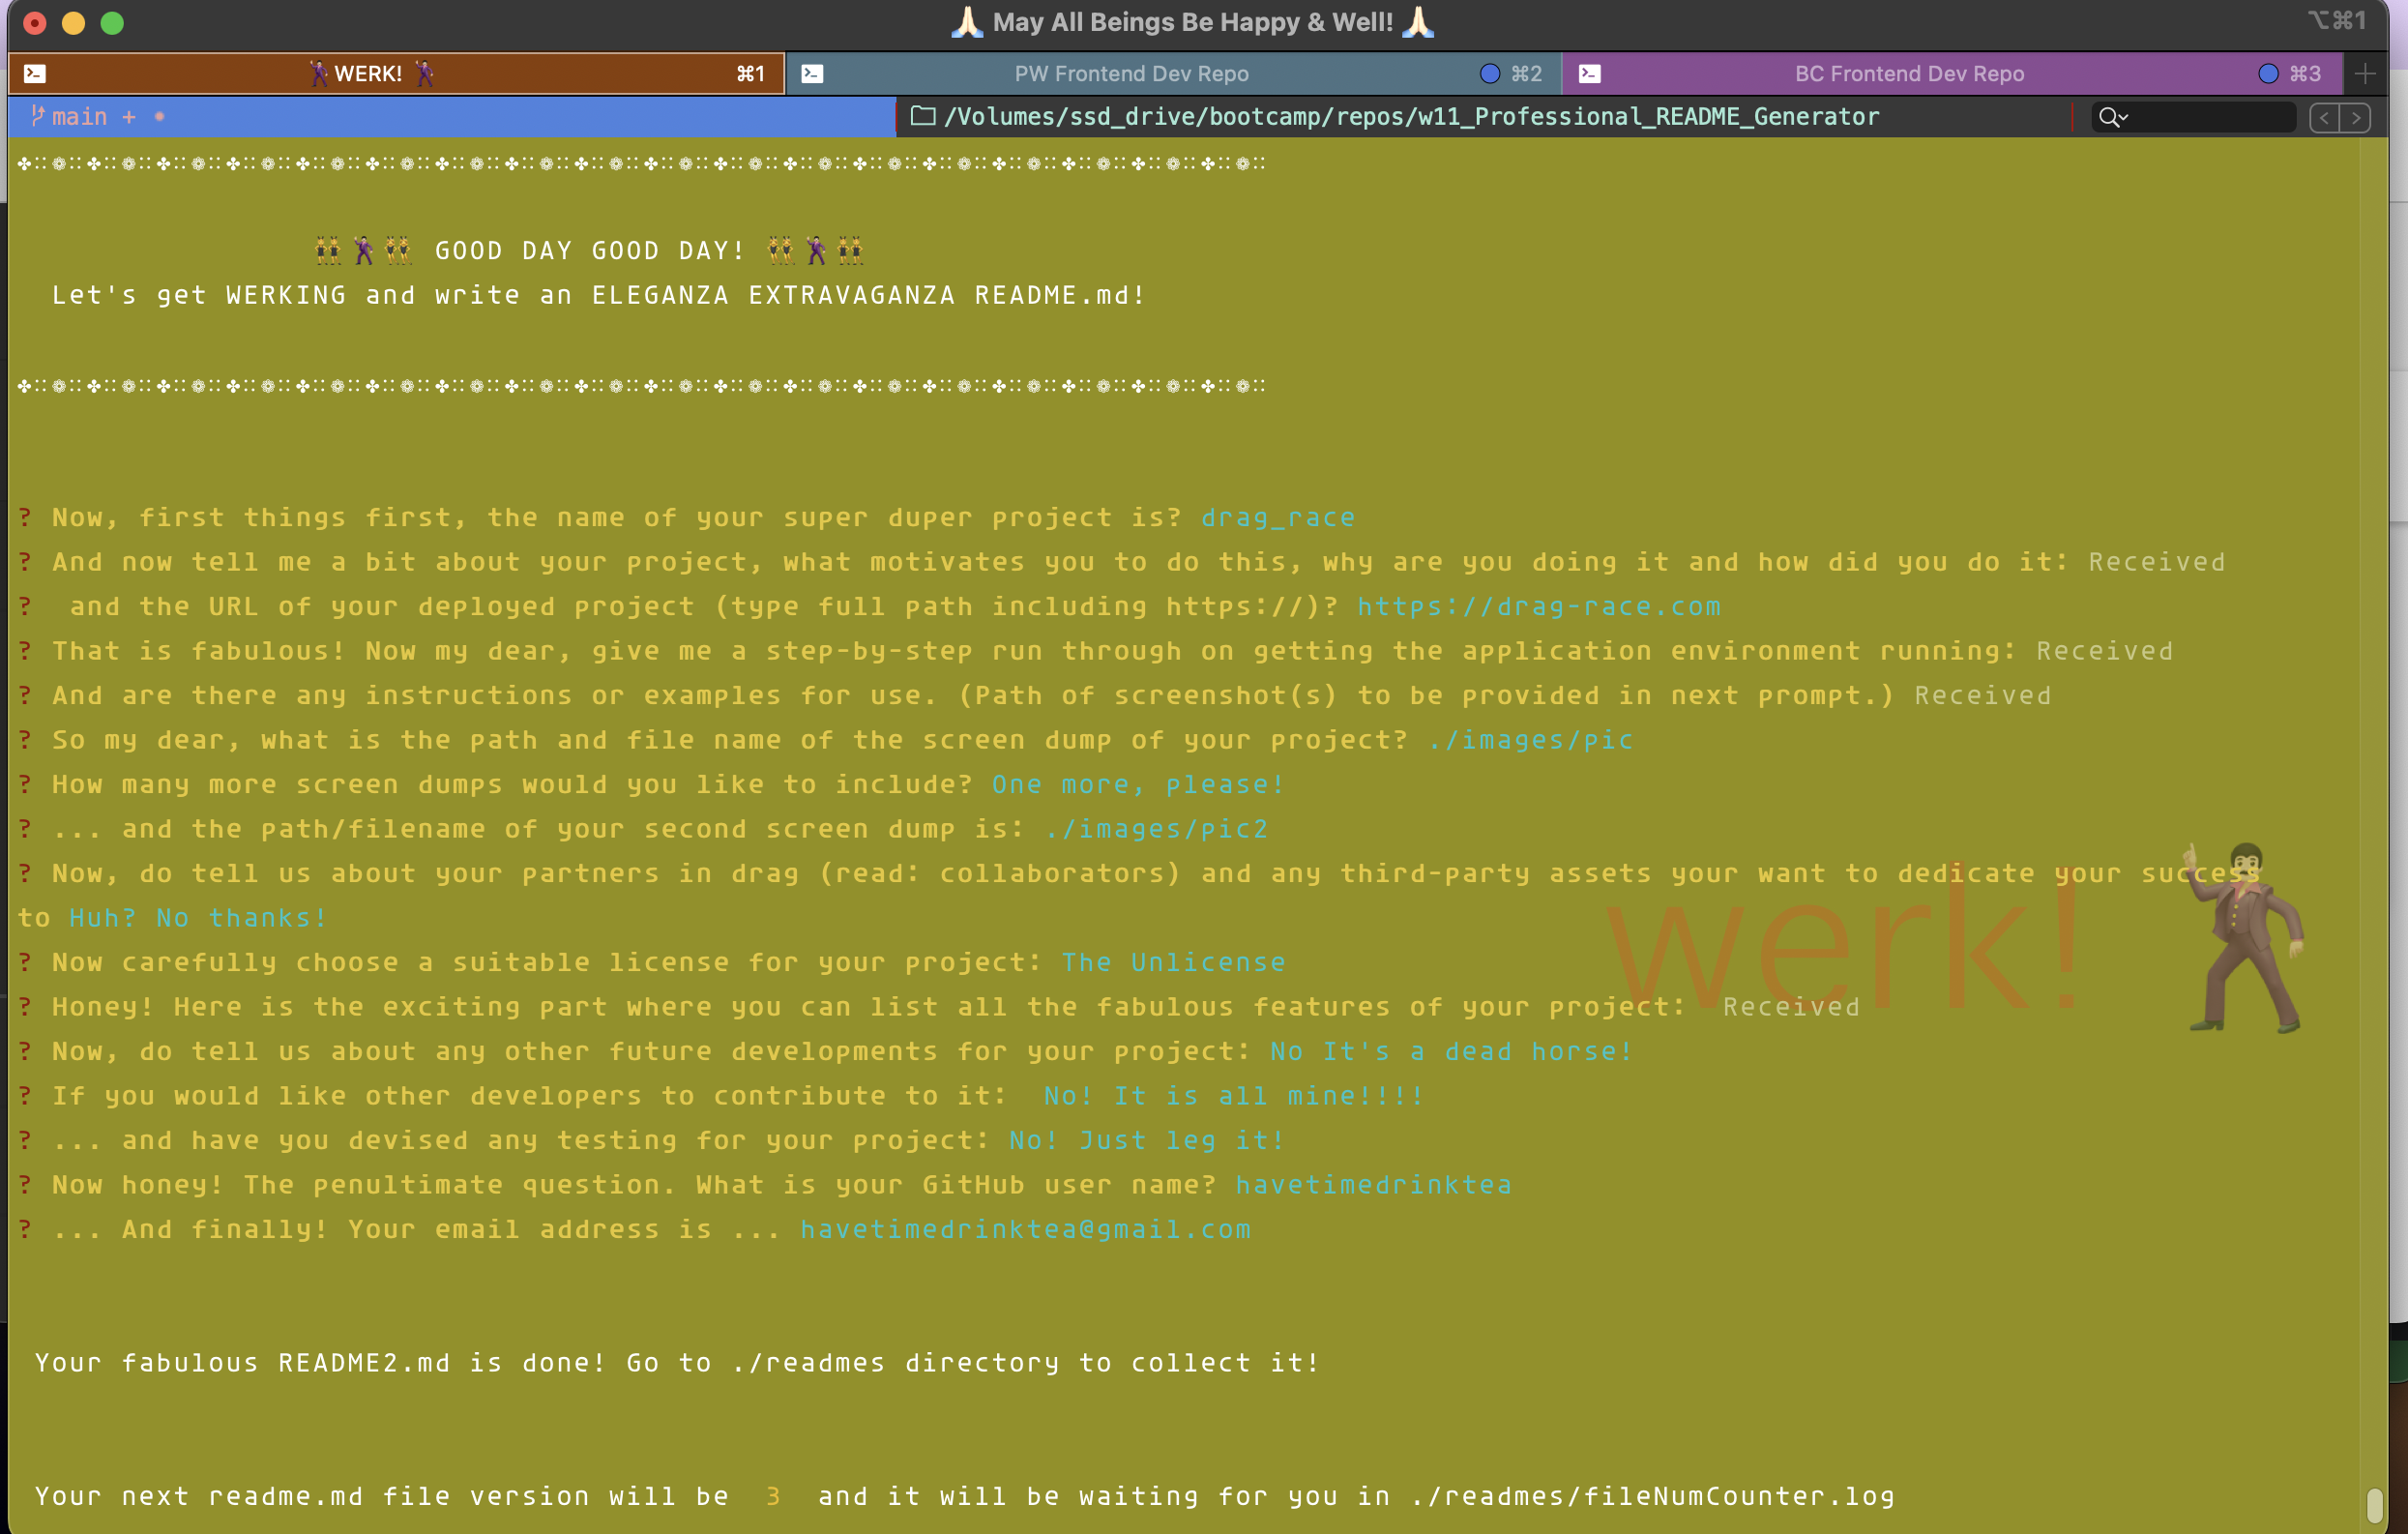 🙏 May All Beings Be Happy & Well! 🙏 ⌥⌘1
🕺WERK! 🕺 ⌘1 PW Frontend Dev Repo ⌘2 BC Frontend Dev Repo ⌘3
main + • /Volumes/ssd_drive/bootcamp/repos/w11_Professional_README_Generator
GOOD DAY GOOD DAY!
Let's get WERKING and write an ELEGANZA EXTRAVAGANZA README.md!
? Now, first things first, the name of your super duper project is? drag_race
? And now tell me a bit about your project, what motivates you to do this, why are you doing it and how did you do it: Received
? and the URL of your deployed project (type full path including https://)? https://drag-race.com
? That is fabulous! Now my dear, give me a step-by-step run through on getting the application environment running: Received
? And are there any instructions or examples for use. (Path of screenshot(s) to be provided in next prompt.) Received
? So my dear, what is the path and file name of the screen dump of your project? ./images/pic
? How many more screen dumps would you like to include? One more, please!
? ... and the path/filename of your second screen dump is: ./images/pic2
? Now, do tell us about your partners in drag (read: collaborators) and any third-party assets your want to dedicate your success
to Huh? No thanks!
? Now carefully choose a suitable license for your project: The Unlicense
? Honey! Here is the exciting part where you can list all the fabulous features of your project: Received
? Now, do tell us about any other future developments for your project: No It's a dead horse!
? If you would like other developers to contribute to it: No! It is all mine!!!!
? ... and have you devised any testing for your project: No! Just leg it!
? Now honey! The penultimate question. What is your GitHub user name? havetimedrinktea
? ... And finally! Your email address is ... havetimedrinktea@gmail.com
werk!
Your fabulous README2.md is done! Go to ./readmes directory to collect it!
Your next readme.md file version will be 3 and it will be waiting for you in ./readmes/fileNumCounter.log